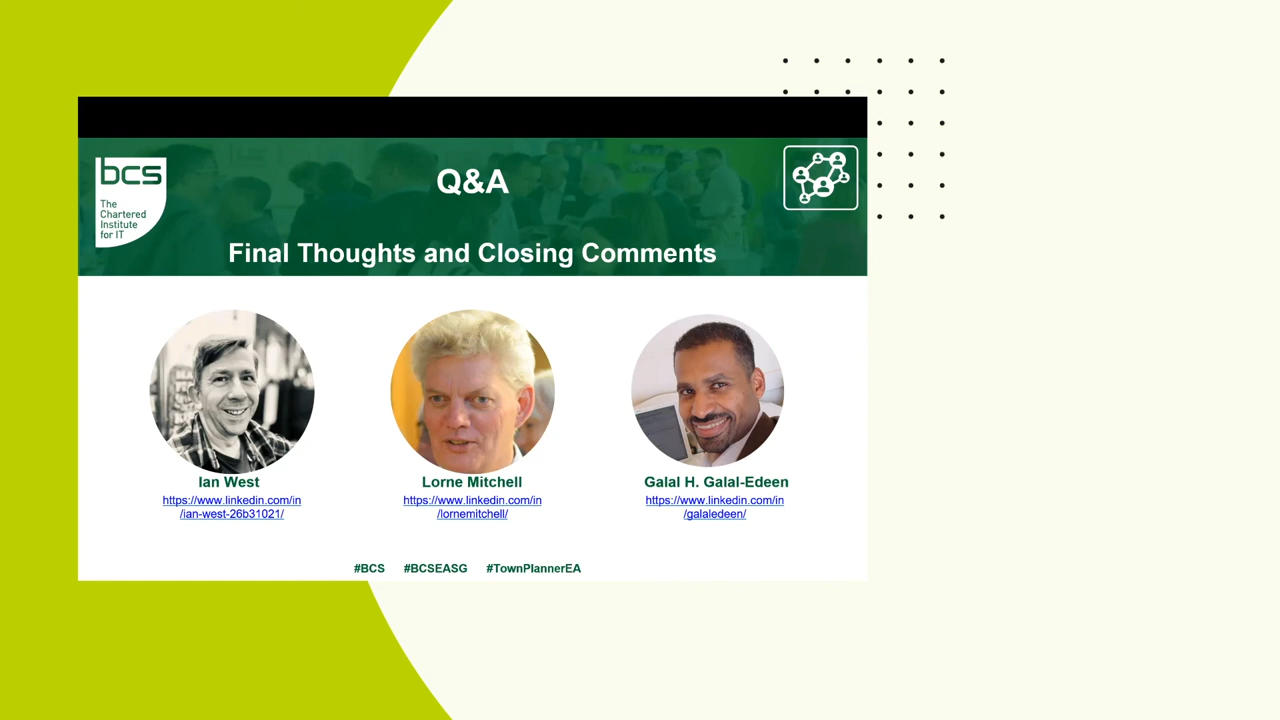 bcs
The
Chartered
Institute
for IT
Q&A
Final Thoughts and Closing Comments
Ian West
https://www.linkedin.com/in
/ian-west-26b31021/
Lorne Mitchell
https://www.linkedin.com/in
/lornemitchell/
Galal H. Galal-Edeen
https://www.linkedin.com/in
/galaledeen/
#BCS #BCSEASG #TownPlannerEA